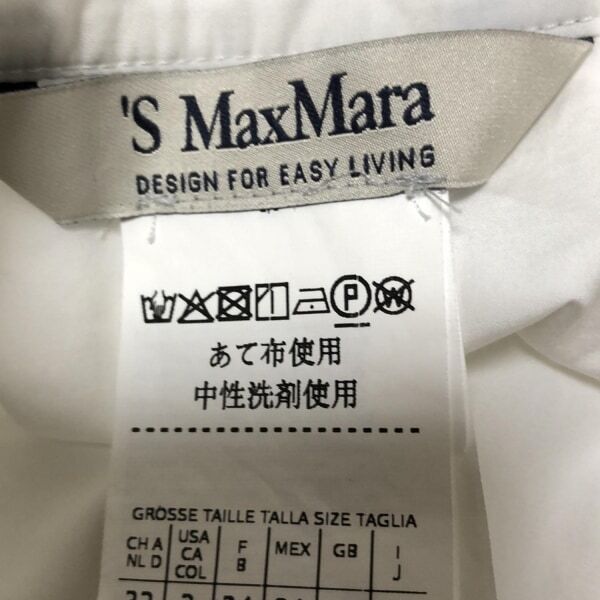 'S MaxMara
DESIGN FOR EASY LIVING
P W
あて布使用
中性洗剤使用
GRÖSSE TAILLE TALLA SIZE TAGLIA
CH A NL D
USA CA COL
F B
MEX
GB
I J